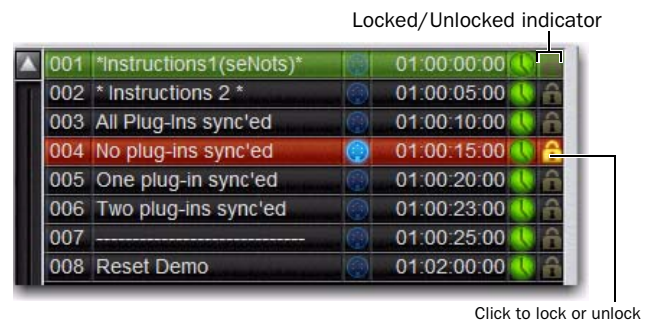 Locked/Unlocked indicator
001 *Instructions1(seNots)* 01:00:00:00
002 * Instructions 2 * 01:00:05:00
003 All Plug-Ins sync'ed 01:00:10:00
004 No plug-ins sync'ed 01:00:15:00
005 One plug-in sync'ed 01:00:20:00
006 Two plug-ins sync'ed 01:00:23:00
007 ---------------------------- 01:00:25:00
008 Reset Demo 01:02:00:00
Click to lock or unlock